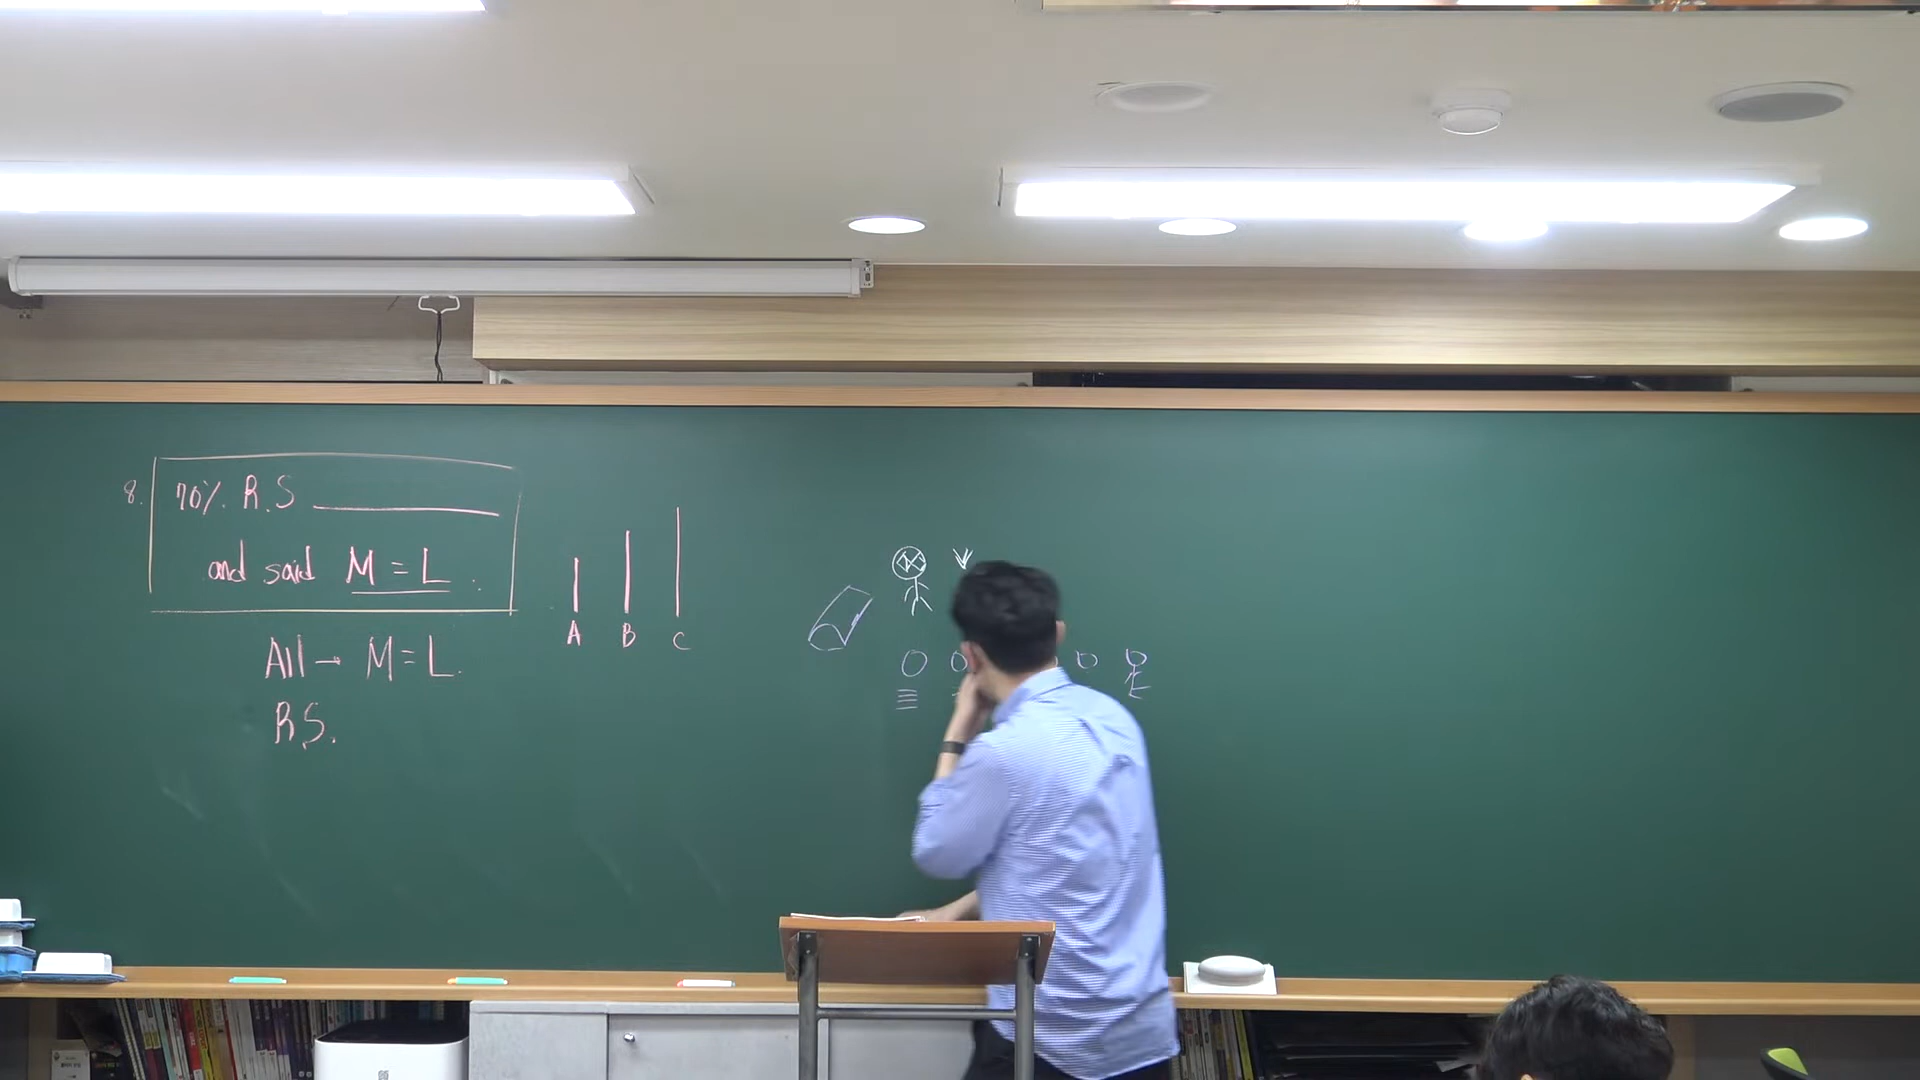 8. 70% R.S
and said M = L .
All → M = L.
R.S.
A B C